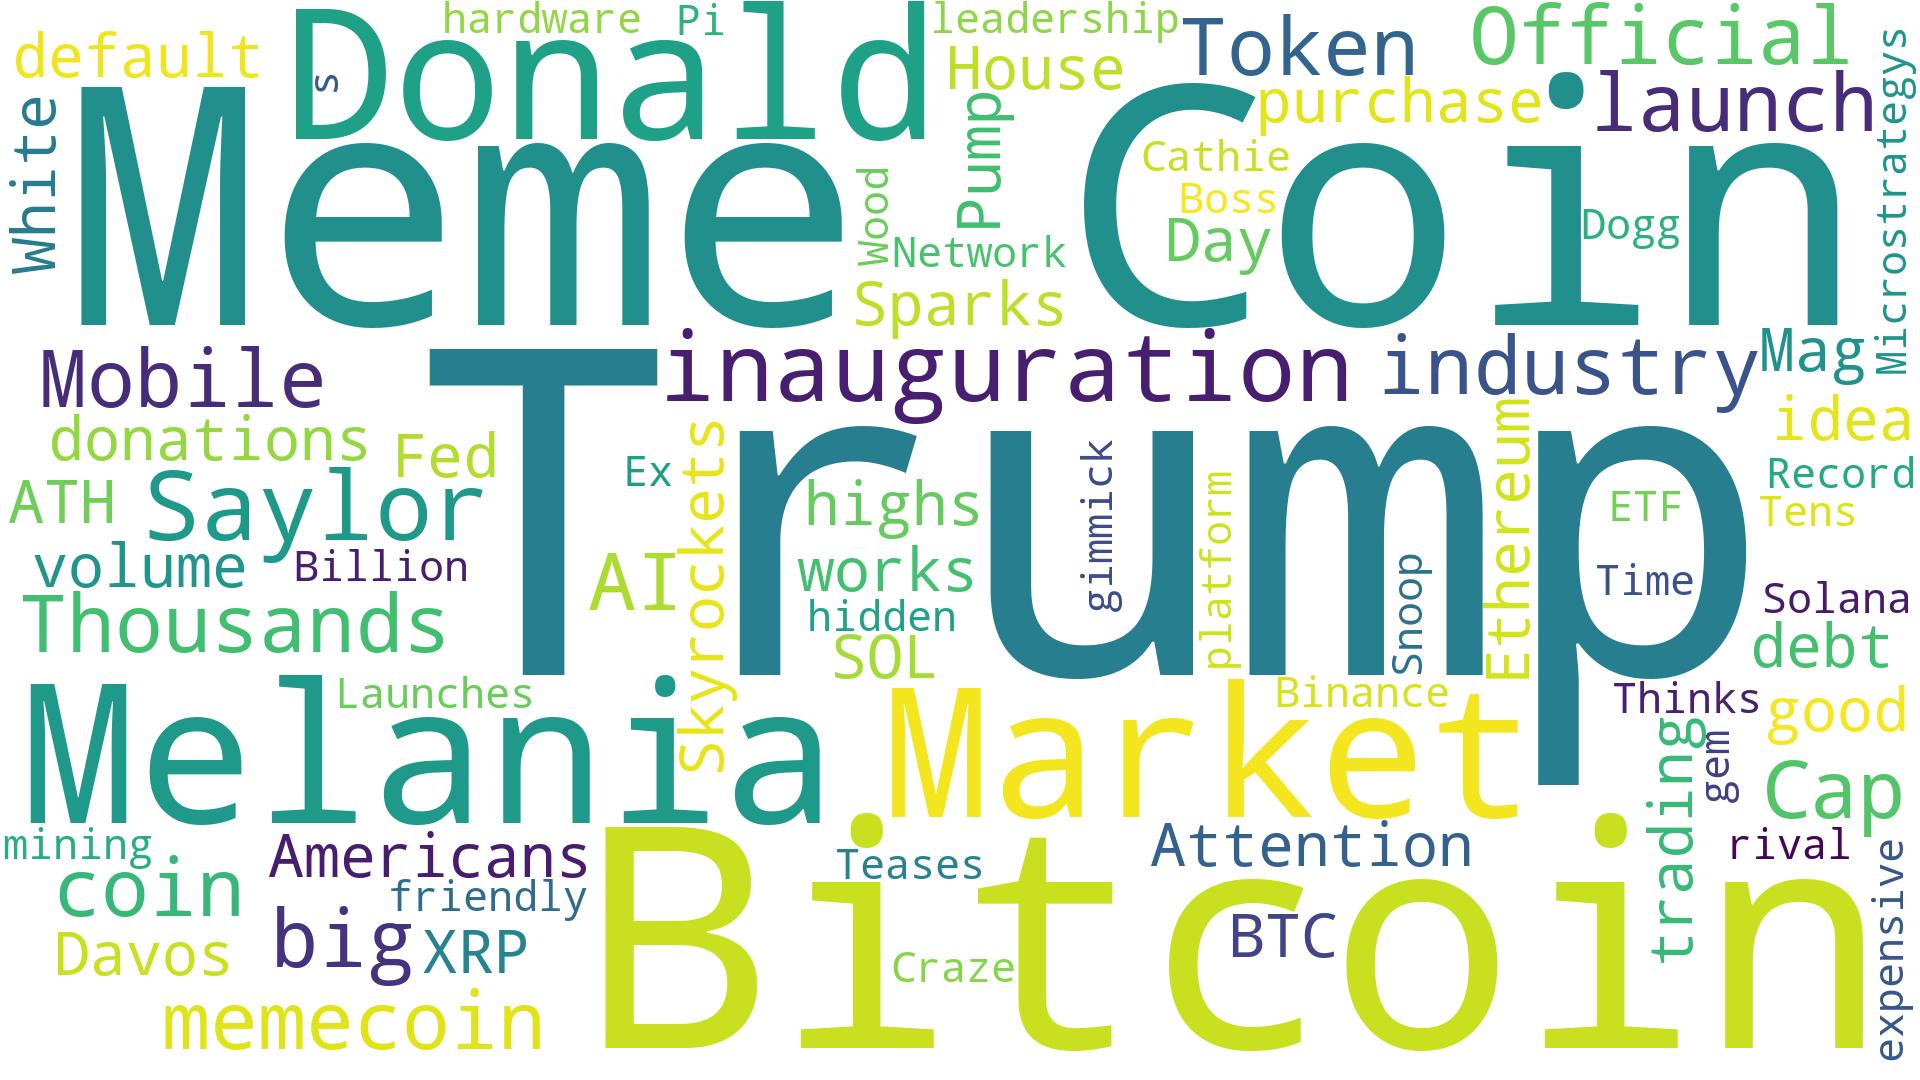 hardware
Pi
leadership
default
Donald
s
House
Token
Official
White
Meme Coin
Pump
purchase
launch
Microstrategys
Cathie
Boss
Wood
Network
Day
Dogg
Sparks
Mobile
inauguration
industry
Mag
donations
Fed
Trump
idea
ATH
Saylor
Ex
Skyrockets
highs
gimmick
platform
Ethereum
ETF
Record
Tens
volume
Billion
AI
works
Snoop
Time
Solana
Thousands
hidden
SOL
debt
Melania
Launches
Market
Binance
Thinks
good
trading
gem
Cap
mining
Americans
Bitcoin
Teases
Attention
rival
coin
friendly
expensive
Davos
big
XRP
Craze
BTC
memecoin